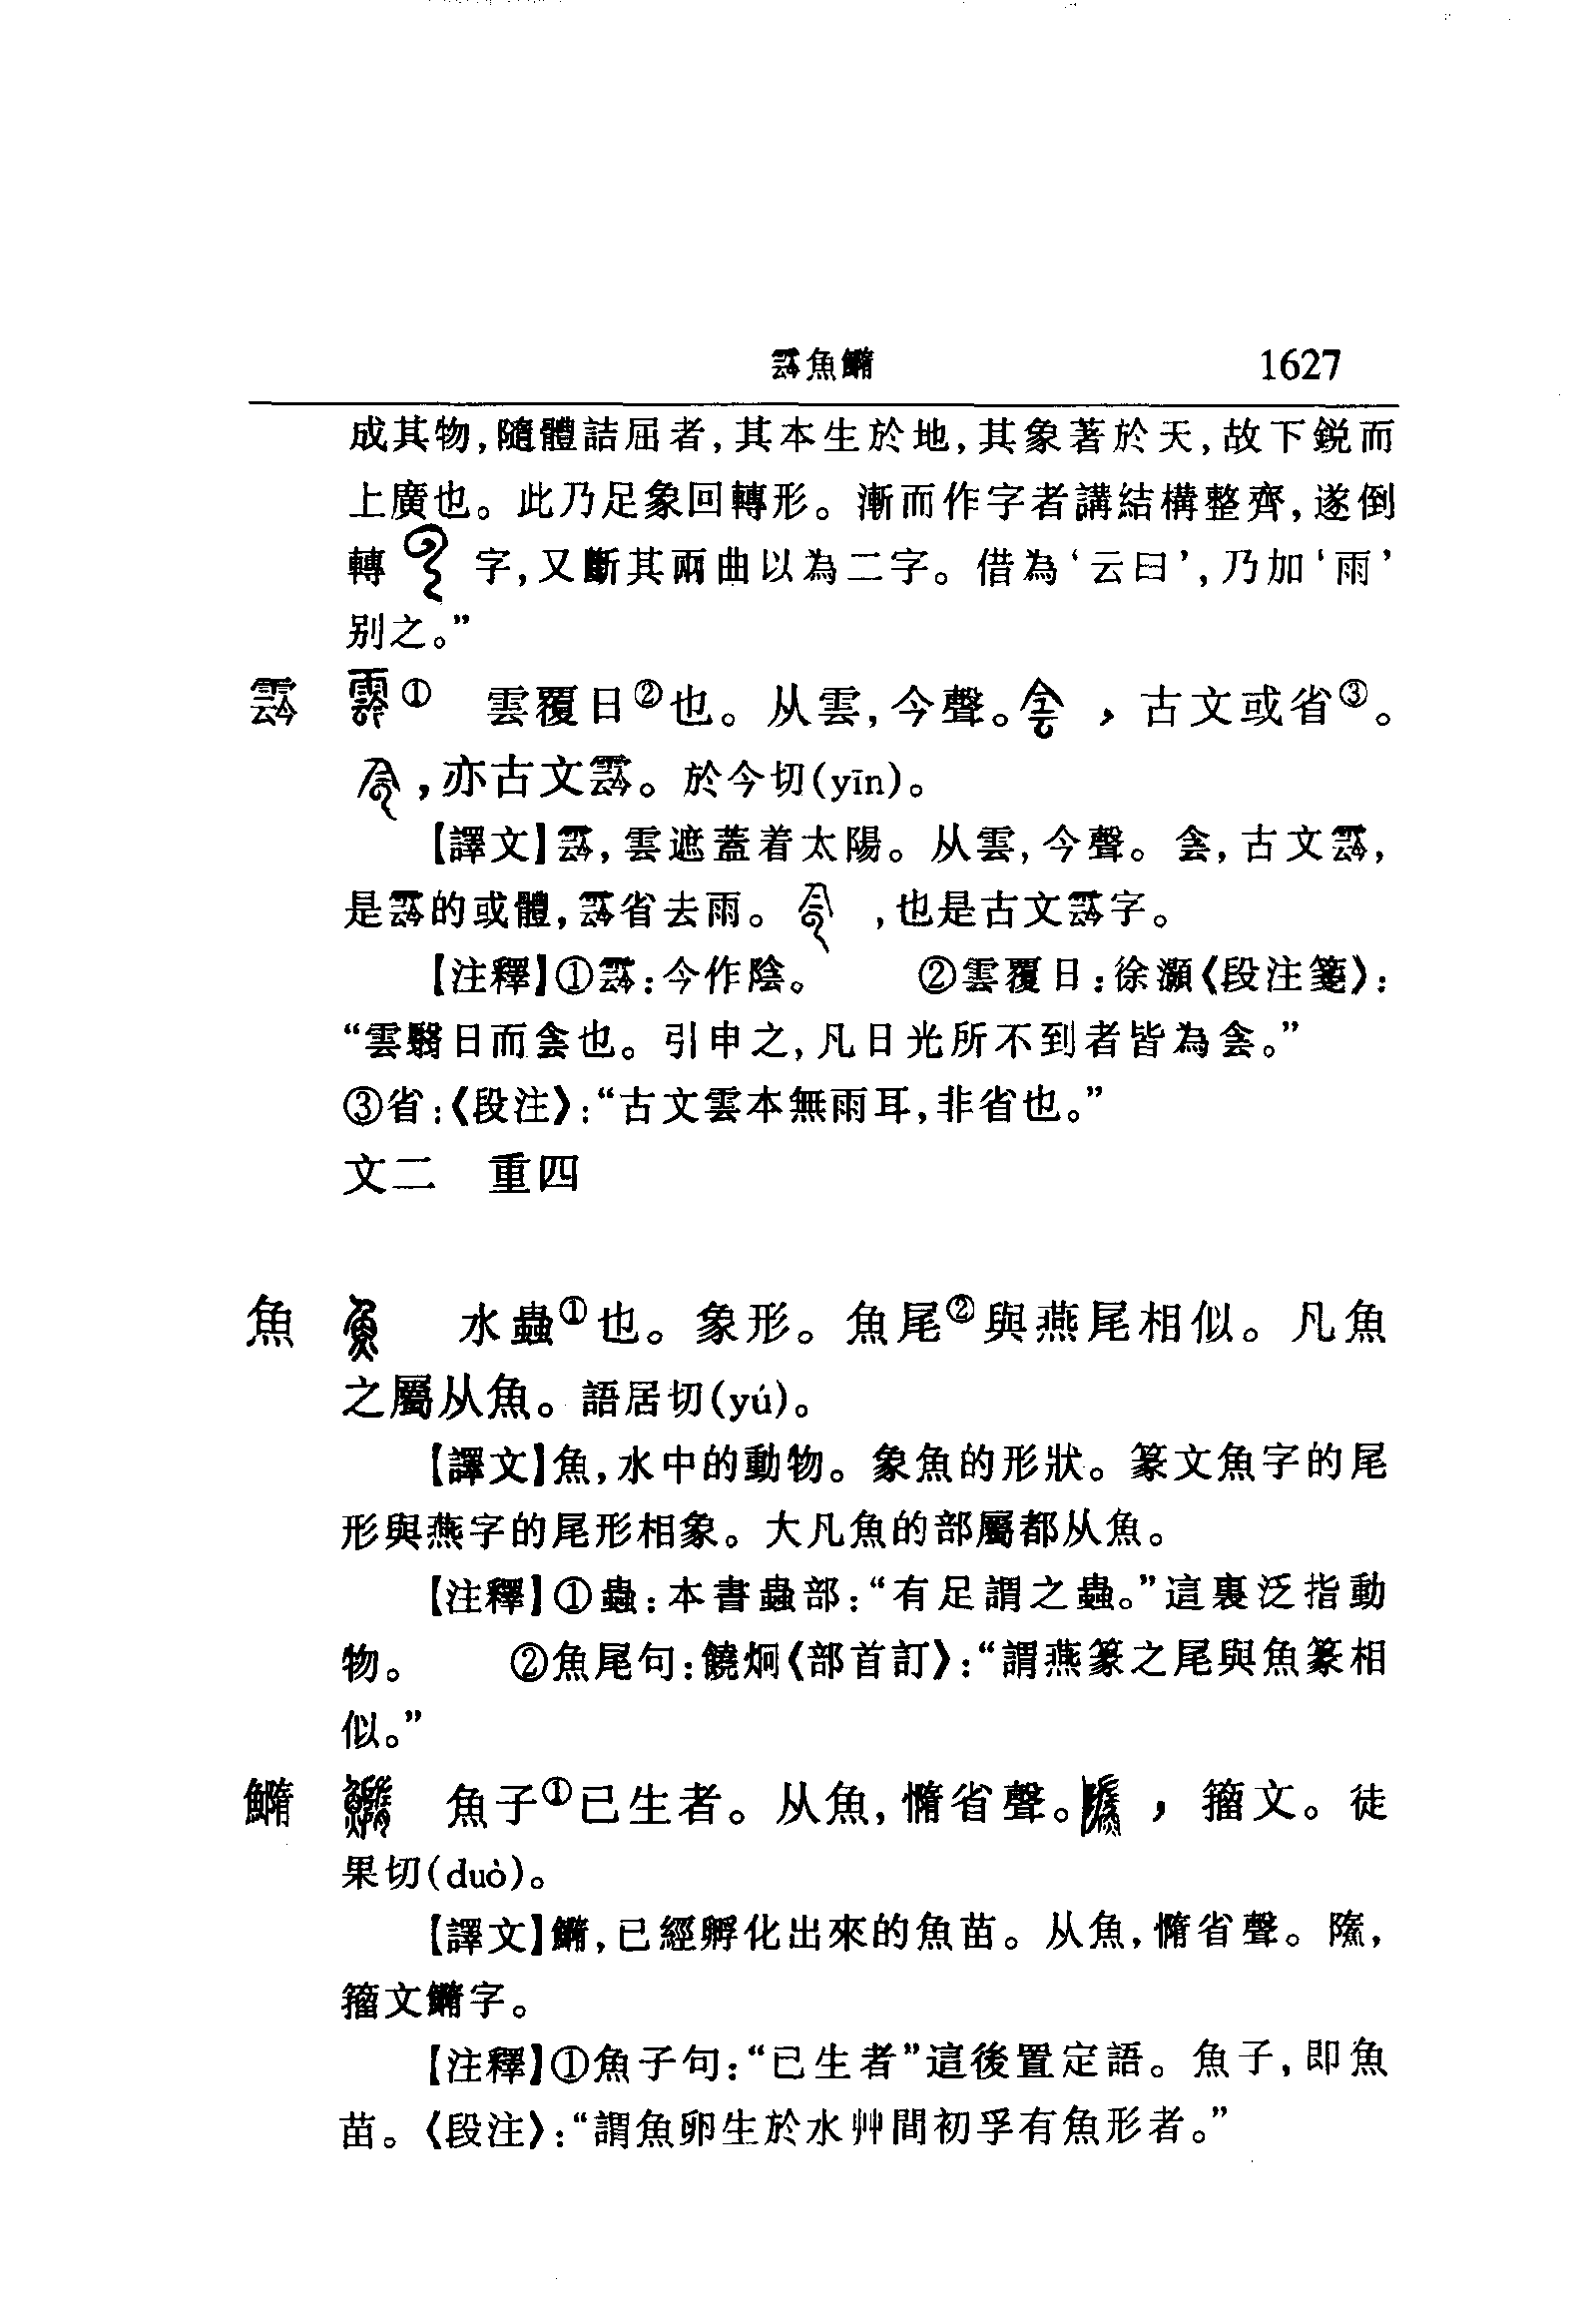 霒魚䲊 1627
成其物,隨體詰屈者,其本生於地,其象著於天,故下鋭而
上廣也。此乃足象回轉形。漸而作字者講結構整齊,遂倒
轉 字,又斷其兩曲以為二字。借為‘云曰’,乃加‘雨’
别之。”
霒 ① 雲覆日②也。从雲,今聲。 ,古文或省③。
,亦古文霒。於今切(yīn)。
【譯文】霒,雲遮蓋着太陽。从雲,今聲。侌,古文霒,
是霒的或體,霒省去雨。 ,也是古文霒字。
【注釋】①霒:今作陰。 ②雲覆日:徐灝《段注箋》:
“雲翳日而侌也。引申之,凡日光所不到者皆為侌。”
③省:《段注》:“古文雲本無雨耳,非省也。”
文二 重四
魚 水蟲①也。象形。魚尾②與燕尾相似。凡魚
之屬从魚。語居切(yú)。
【譯文】魚,水中的動物。象魚的形狀。篆文魚字的尾
形與燕字的尾形相象。大凡魚的部屬都从魚。
【注釋】①蟲:本書蟲部:“有足謂之蟲。”這裏泛指動
物。 ②魚尾句:饒炯《部首訂》:“謂燕篆之尾與魚篆相
似。”
䲊 魚子①已生者。从魚,憜省聲。 ,籀文。徒
果切(duò)。
【譯文】䲊,已經孵化出來的魚苗。从魚,憜省聲。 ,
籀文䲊字。
【注釋】①魚子句:“已生者”這後置定語。魚子,即魚
苗。《段注》:“謂魚卵生於水艸間初孚有魚形者。”